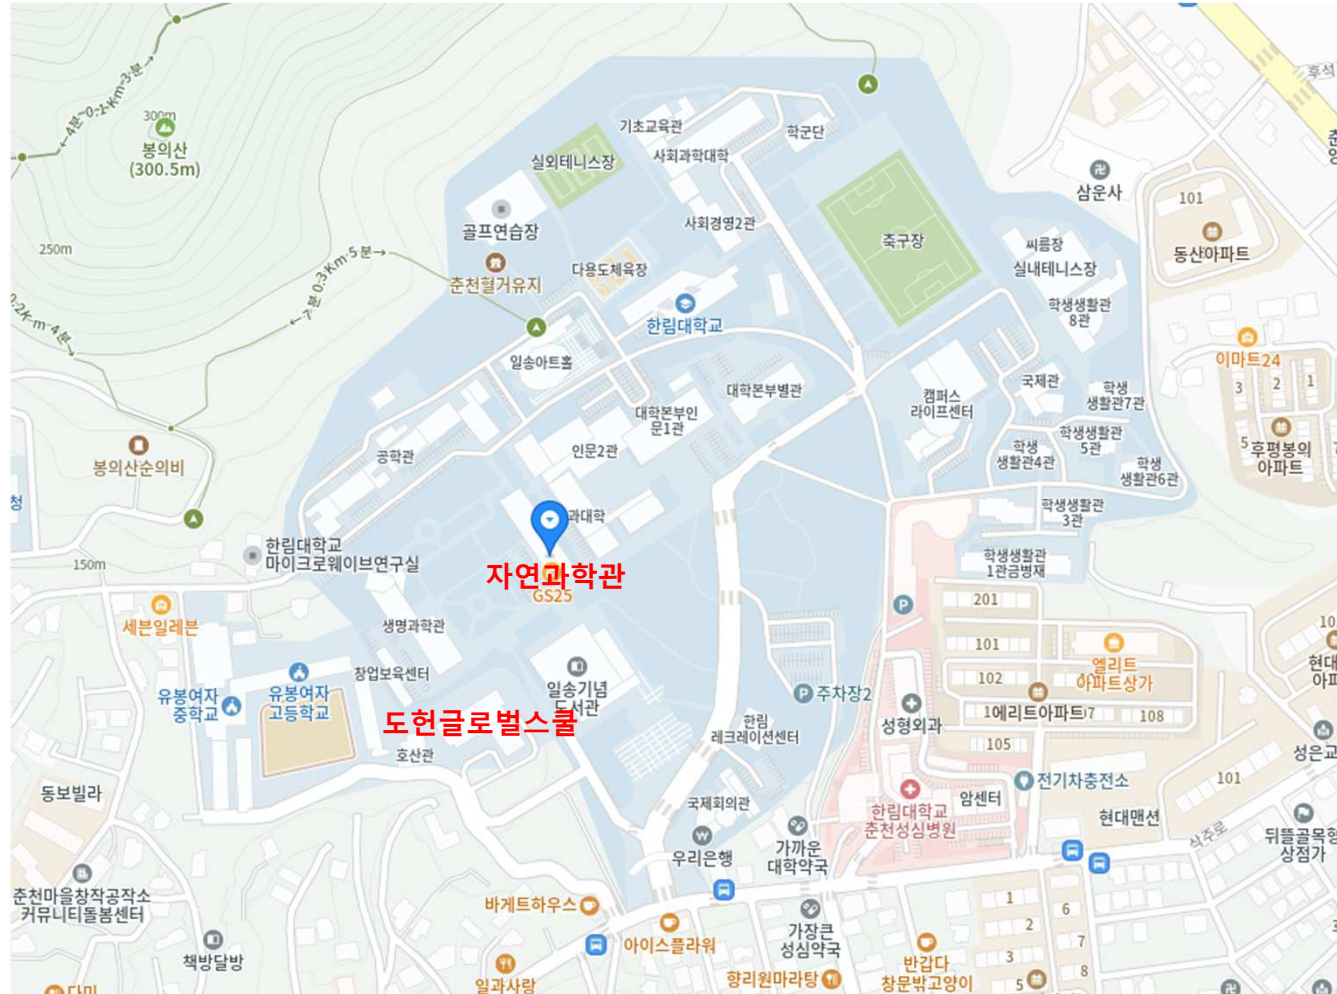 후석
←4분-0.1Km-3분→
300m
봉의산
(300.5m)
기초교육관
사회과학대학
학군단
실외테니스장
삼운사
101
골프연습장
사회경영2관
축구장
씨름장
실내테니스장
동산아파트
250m
←7분 0.3Km-5분→
춘천혈거유지
다용도체육장
학생생활관
8관
한림대학교
이마트24
일송아트홀
대학본부별관
캠퍼스
라이프센터
국제관
학생
생활관7관
3
2
1
대학본부인
문1관
인문2관
공학관
학생
생활관4관
학생생활관
5관
학생
생활관6관
5
후평봉의
아파트
봉의산순의비
청
과대학
학생생활관
3관
한림대학교
마이크로웨이브연구실
150m
자연과학관
GS25
학생생활관
1관금병재
P
201
세븐일레븐
생명과학관
101
엘리트
아파트상가
창업보육센터
102
유봉여자
중학교
유봉여자
고등학교
일송기념
도서관
P 주차장2
에리트아파트
108
도헌글로벌스쿨
한림
레크레이션센터
성형외과
105
호산관
전기차충전소
101
성은교
동보빌라
국제회의관
한림대학교
춘천성심병원
암센터
현대맨션
삭주로
뒤뜰골목형
상점가
우리은행
가까운
대학약국
춘천마을창작공작소
커뮤니티돌봄센터
바게트하우스
아이스플라워
가장큰
성심약국
1
6
2
7
3
8
5
책방달방
일과사랑
향리원마라탕
반갑다
창문밖고양이